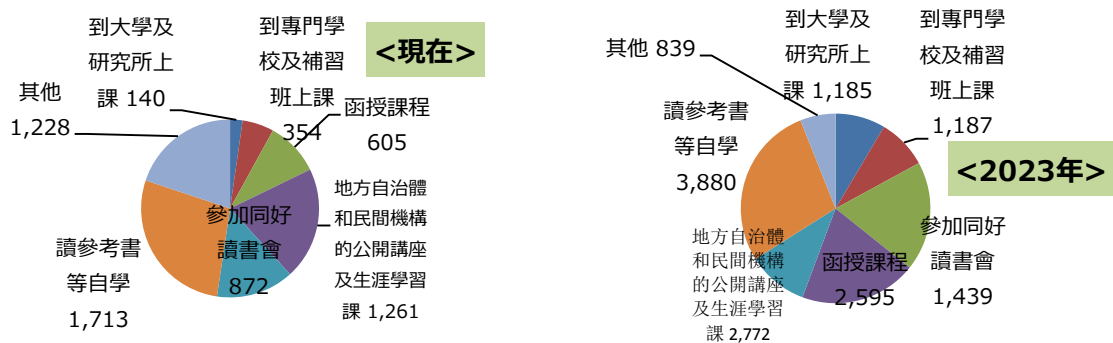 <現在>
到大學及
研究所上
課 140
到專門學
校及補習
班上課
354
函授課程
605
地方自治體
和民間機構
的公開講座
及生涯學習
課 1,261
參加同好
讀書會
872
讀參考書
等自學
1,713
其他
1,228
<2023年>
到大學及
研究所上
課 1,185
到專門學
校及補習
班上課
1,187
參加同好
讀書會
1,439
函授課程
2,595
地方自治體
和民間機構
的公開講座
及生涯學習
課 2,772
讀參考書
等自學
3,880
其他 839